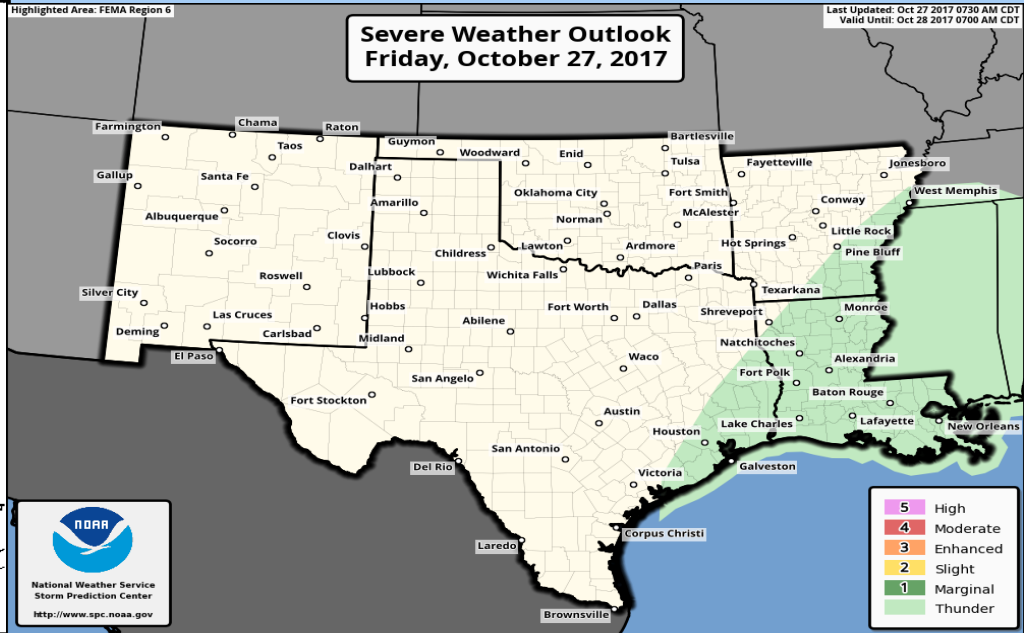 Highlighted Area: FEMA Region 6
Last Updated: Oct 27 2017 0730 AM CDT
Valid Until: Oct 28 2017 0700 AM CDT
Severe Weather Outlook
Friday, October 27, 2017
Farmington
Chama
Raton
Taos
Guymon
Woodward
Enid
Bartlesville
Tulsa
Fayetteville
Jonesboro
Gallup
Santa Fe
Dalhart
Amarillo
Oklahoma City
Norman
Fort Smith
McAlester
Conway
West Memphis
Albuquerque
Socorro
Clovis
Childress
Lawton
Ardmore
Hot Springs
Little Rock
Pine Bluff
Roswell
Lubbock
Wichita Falls
Paris
Texarkana
Silver City
Deming
Las Cruces
Carlsbad
Hobbs
Midland
Abilene
Fort Worth
Dallas
Shreveport
Monroe
El Paso
Natchitoches
Alexandria
Waco
Fort Polk
San Angelo
Fort Stockton
Baton Rouge
Austin
Houston
Lake Charles
Lafayette
New Orleans
San Antonio
Del Rio
Victoria
Galveston
Laredo
Corpus Christi
Brownsville
NOAA
National Weather Service
Storm Prediction Center
http://www.spc.noaa.gov
5 High
4 Moderate
3 Enhanced
2 Slight
1 Marginal
Thunder